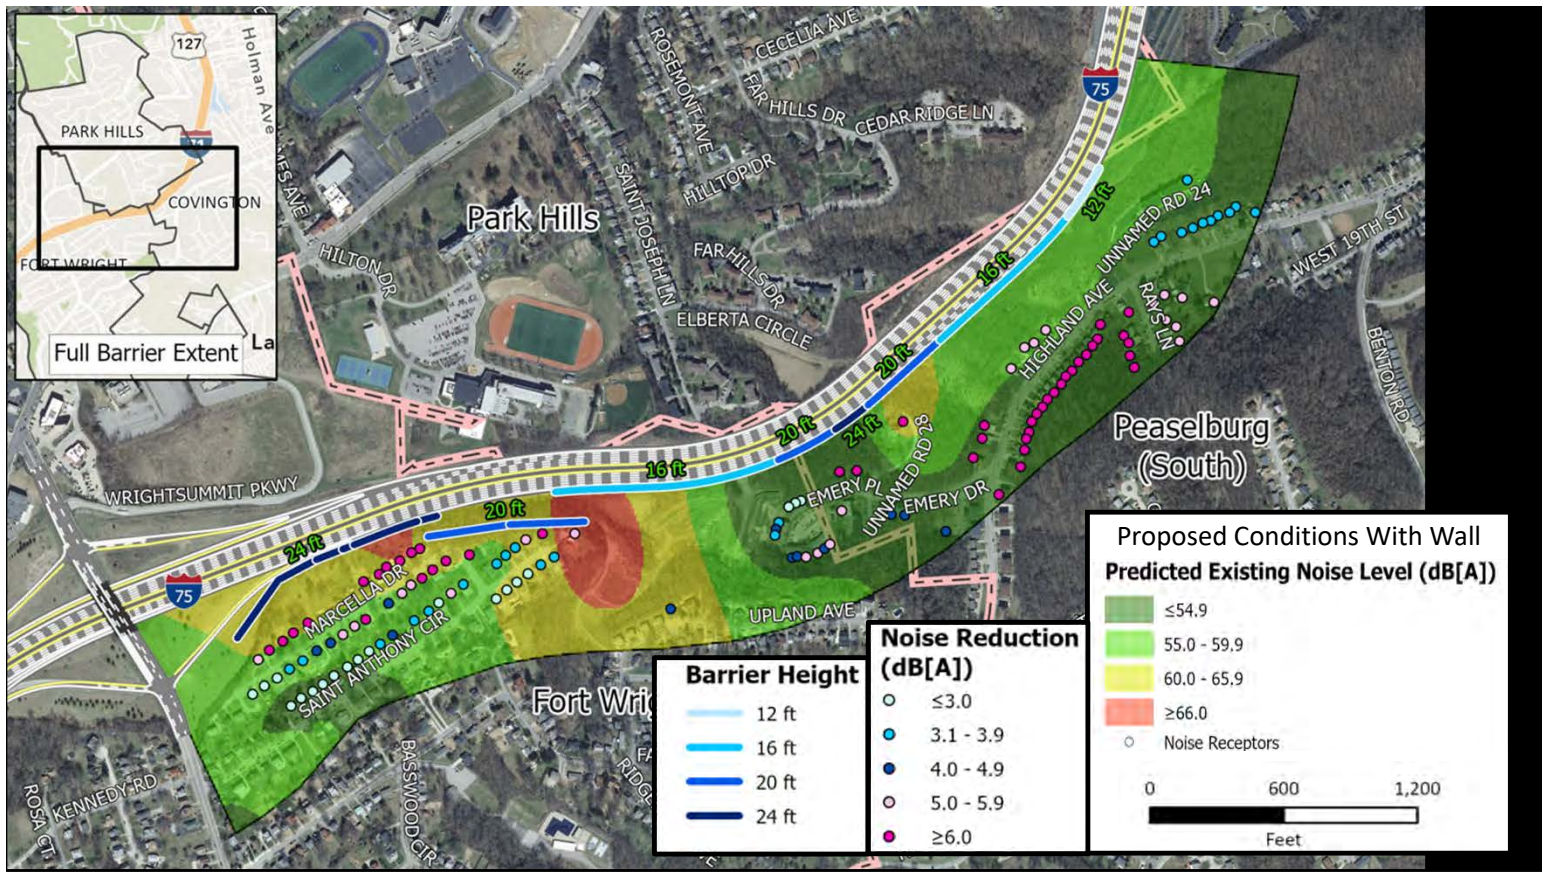 127
Holman Ave
PARK HILLS
71
COVINGTON
FORT WRIGHT
La
Full Barrier Extent
CECELIA AVE
ROSEMONT AVE
FAR HILLS DR
CEDAR RIDGE LN
75
HILLTOP DR
SAINT JOSEPH LN
Park Hills
HILTON DR
FAR HILLS DR
ELBERTA CIRCLE
12 ft
UNNAMED RD 24
WEST 19TH ST
16 ft
HIGHLAND AVE
RAYS LN
BENTON RD
20 ft
24 ft
20 ft
16 ft
UNNAMED RD 28
Peaselburg
(South)
WRIGHTSUMMIT PKWY
EMERY PL
EMERY DR
20 ft
24 ft
75
MARCELLA DR
SAINT ANTHONY CIR
UPLAND AVE
Fort Wri
KENNEDY RD
ROSA CT
BASSWOOD CIR
Barrier Height
12 ft
16 ft
20 ft
24 ft
Noise Reduction
(dB[A])
≤3.0
3.1 - 3.9
4.0 - 4.9
5.0 - 5.9
≥6.0
Proposed Conditions With Wall
Predicted Existing Noise Level (dB[A])
≤54.9
55.0 - 59.9
60.0 - 65.9
≥66.0
Noise Receptors
0 600 1,200
Feet